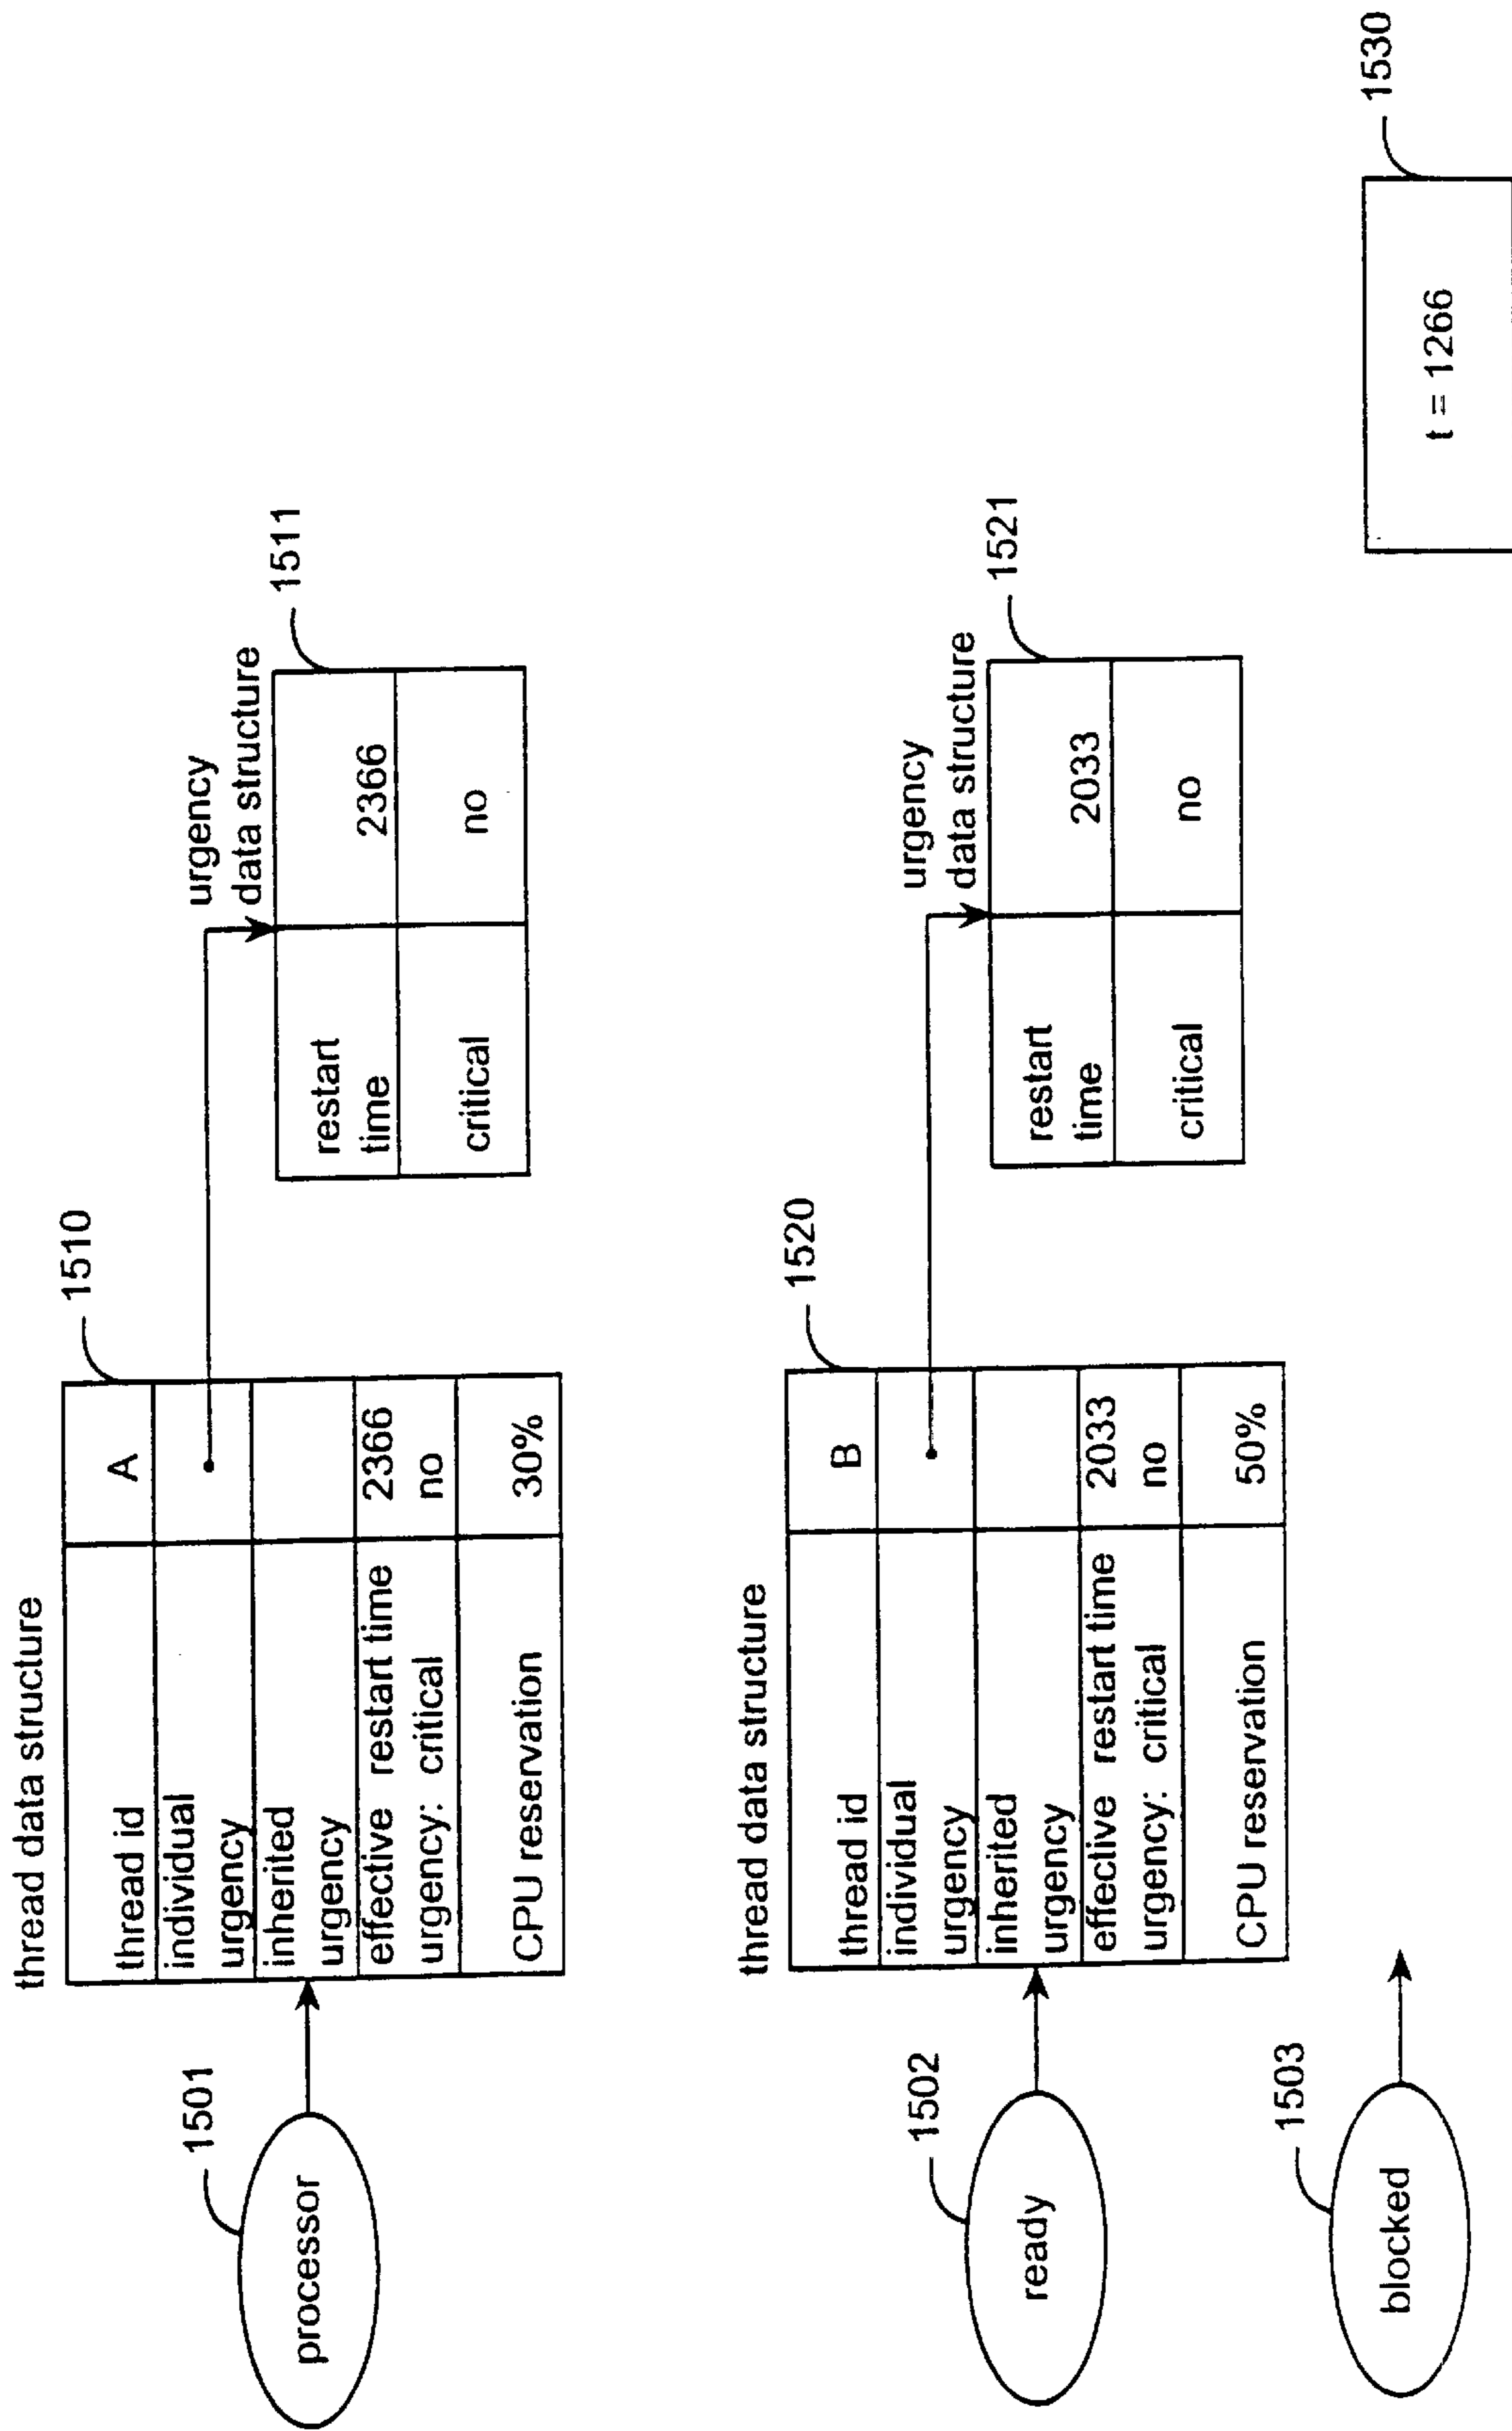 thread data structure
1510
thread id A
individual
urgency
inherited
urgency
effective restart time 2366
urgency: critical no
CPU reservation 30%
1501
processor
urgency
data structure
1511
restart
time
2366
critical no
thread data structure
1520
thread id B
individual
urgency
inherited
urgency
effective restart time 2033
urgency: critical no
CPU reservation 50%
1502
ready
urgency
data structure
1521
restart
time
2033
critical no
1503
blocked
1530
t = 1266